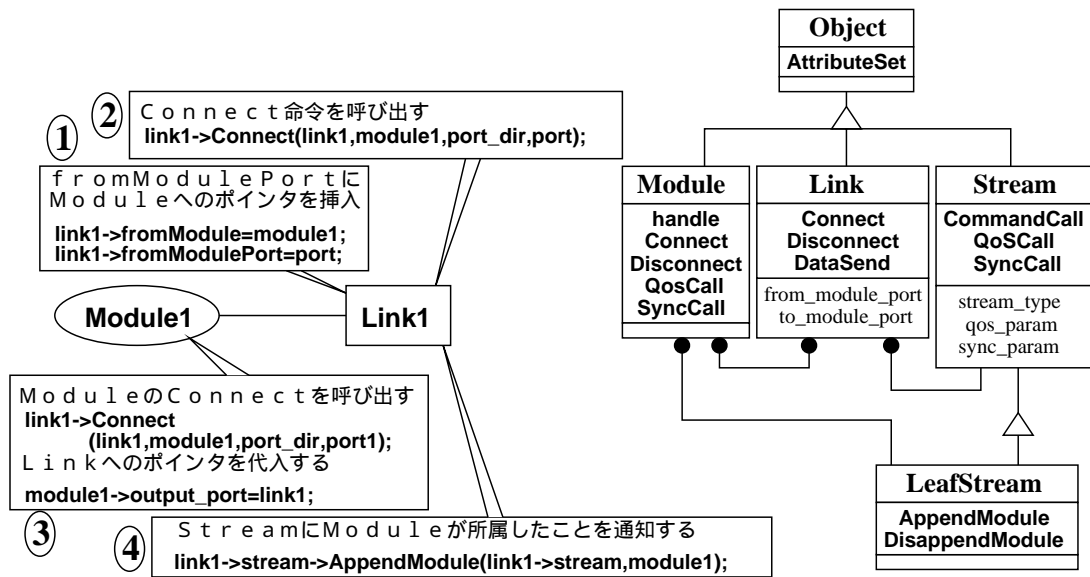 ①
ｆｒｏｍＭｏｄｕｌｅＰｏｒｔに
Ｍｏｄｕｌｅへのポインタを挿入
link1->fromModule=module1;
link1->fromModulePort=port;
②
Ｃｏｎｎｅｃｔ命令を呼び出す
link1->Connect(link1,module1,port_dir,port);
Module1
Link1
③
ＭｏｄｕｌｅのＣｏｎｎｅｃｔを呼び出す
link1->Connect
(link1,module1,port_dir,port1);
Ｌｉｎｋへのポインタを代入する
module1->output_port=link1;
④
ＳｔｒｅａｍにＭｏｄｕｌｅが所属したことを通知する
link1->stream->AppendModule(link1->stream,module1);
Object
AttributeSet
Module
handle
Connect
Disconnect
QosCall
SyncCall
Link
Connect
Disconnect
DataSend
from_module_port
to_module_port
Stream
CommandCall
QoSCall
SyncCall
stream_type
qos_param
sync_param
LeafStream
AppendModule
DisappendModule